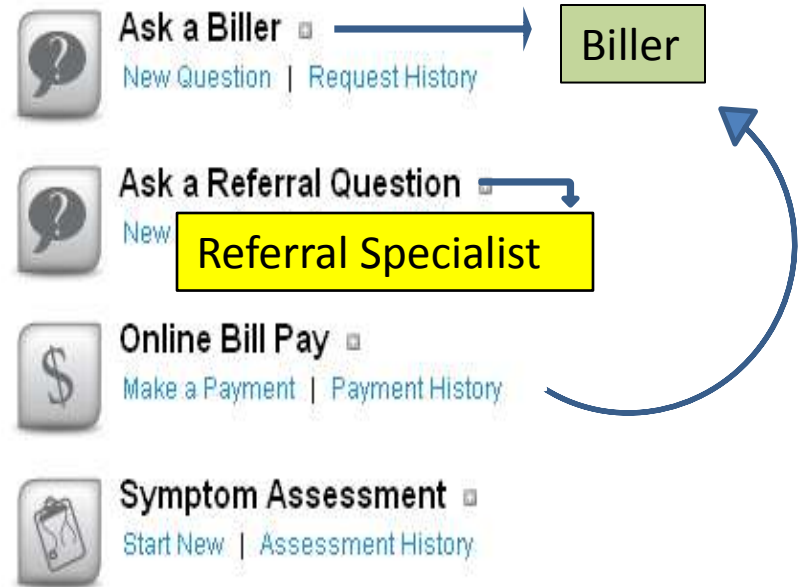 Ask a Biller
Biller
New Question | Request History
Ask a Referral Question
New
Referral Specialist
Online Bill Pay
$
Make a Payment | Payment History
Symptom Assessment
Start New | Assessment History